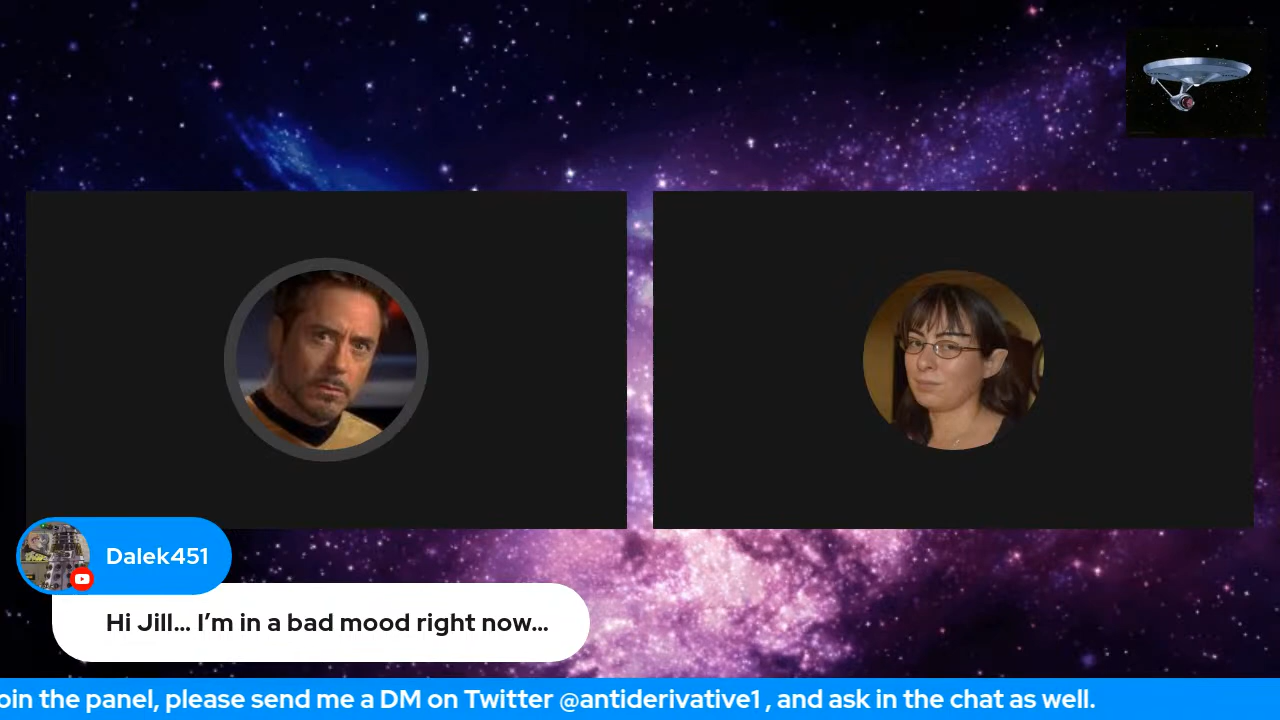 Dalek451
Hi Jill... I’m in a bad mood right now...
oin the panel, please send me a DM on Twitter @antiderivative1 , and ask in the chat as well.